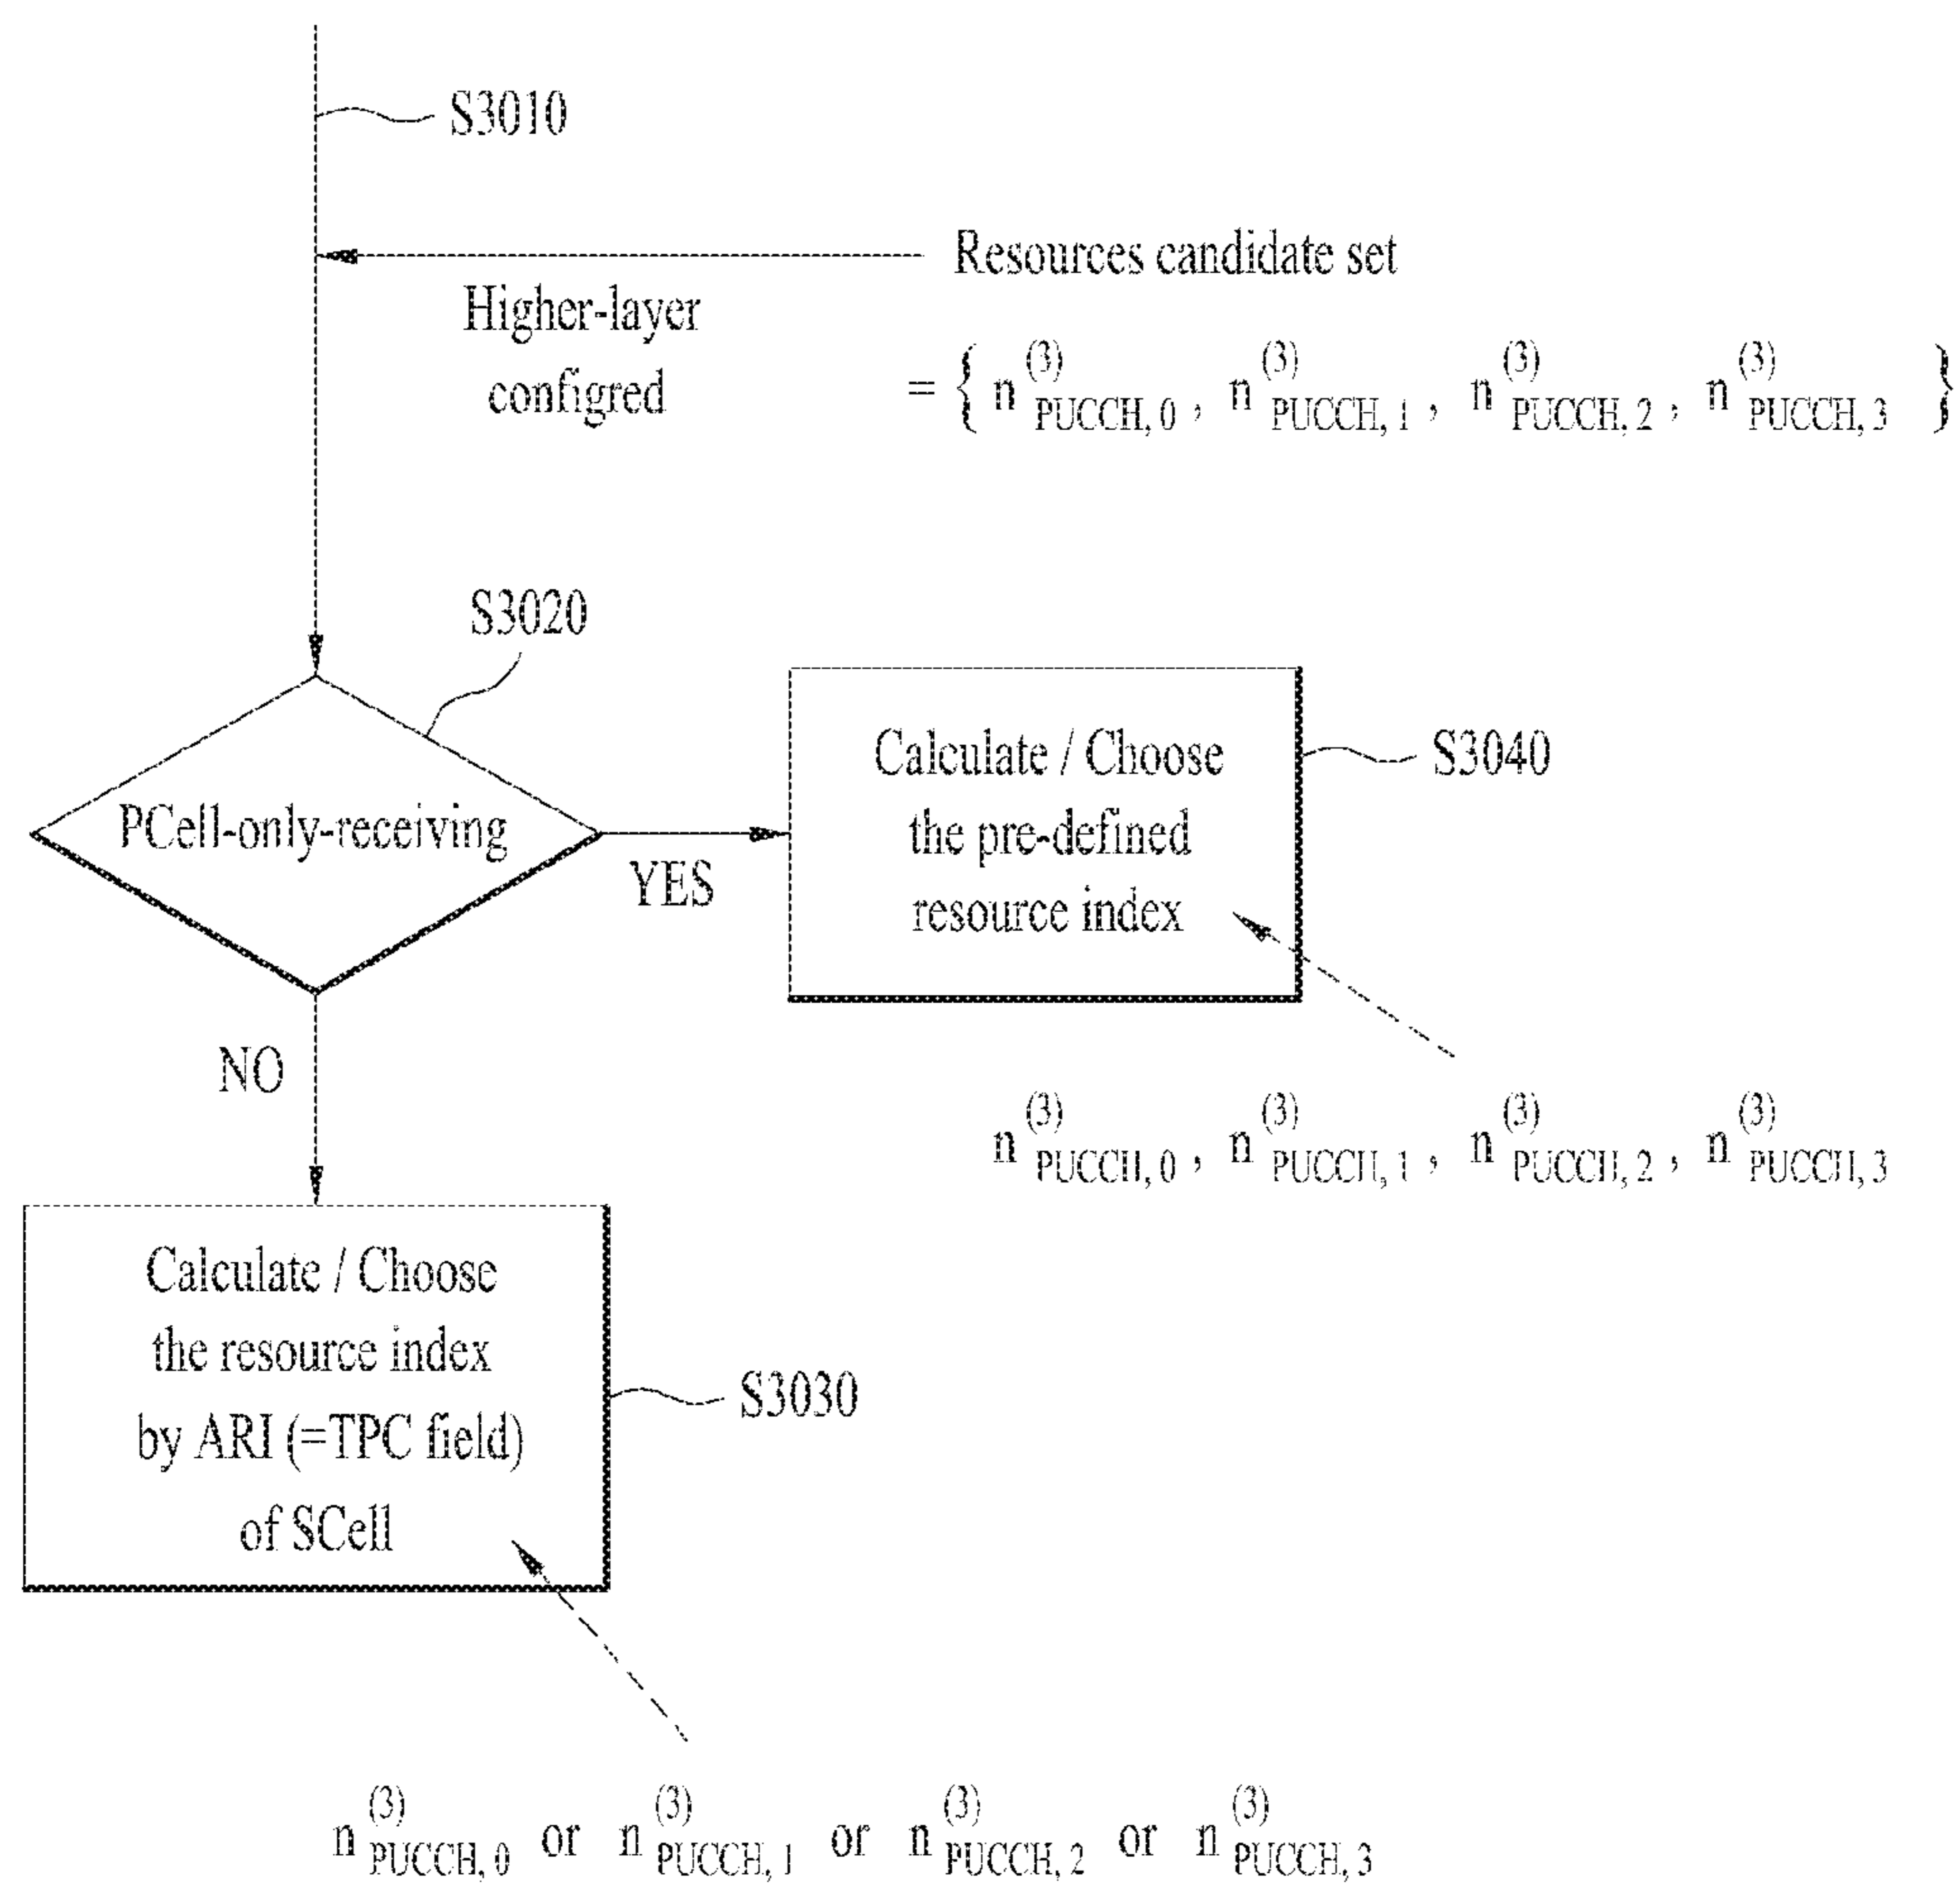 S3010
Resources candidate set
Higher-layer
configred
= { n^{(3)}_{PUCCH, 0} , n^{(3)}_{PUCCH, 1} , n^{(3)}_{PUCCH, 2} , n^{(3)}_{PUCCH, 3} }
S3020
PCell-only-receiving
YES
Calculate / Choose
the pre-defined
resource index
S3040
n^{(3)}_{PUCCH, 0} , n^{(3)}_{PUCCH, 1} , n^{(3)}_{PUCCH, 2} , n^{(3)}_{PUCCH, 3}
NO
Calculate / Choose
the resource index
by ARI (=TPC field)
of SCell
S3030
n^{(3)}_{PUCCH, 0} or n^{(3)}_{PUCCH, 1} or n^{(3)}_{PUCCH, 2} or n^{(3)}_{PUCCH, 3}